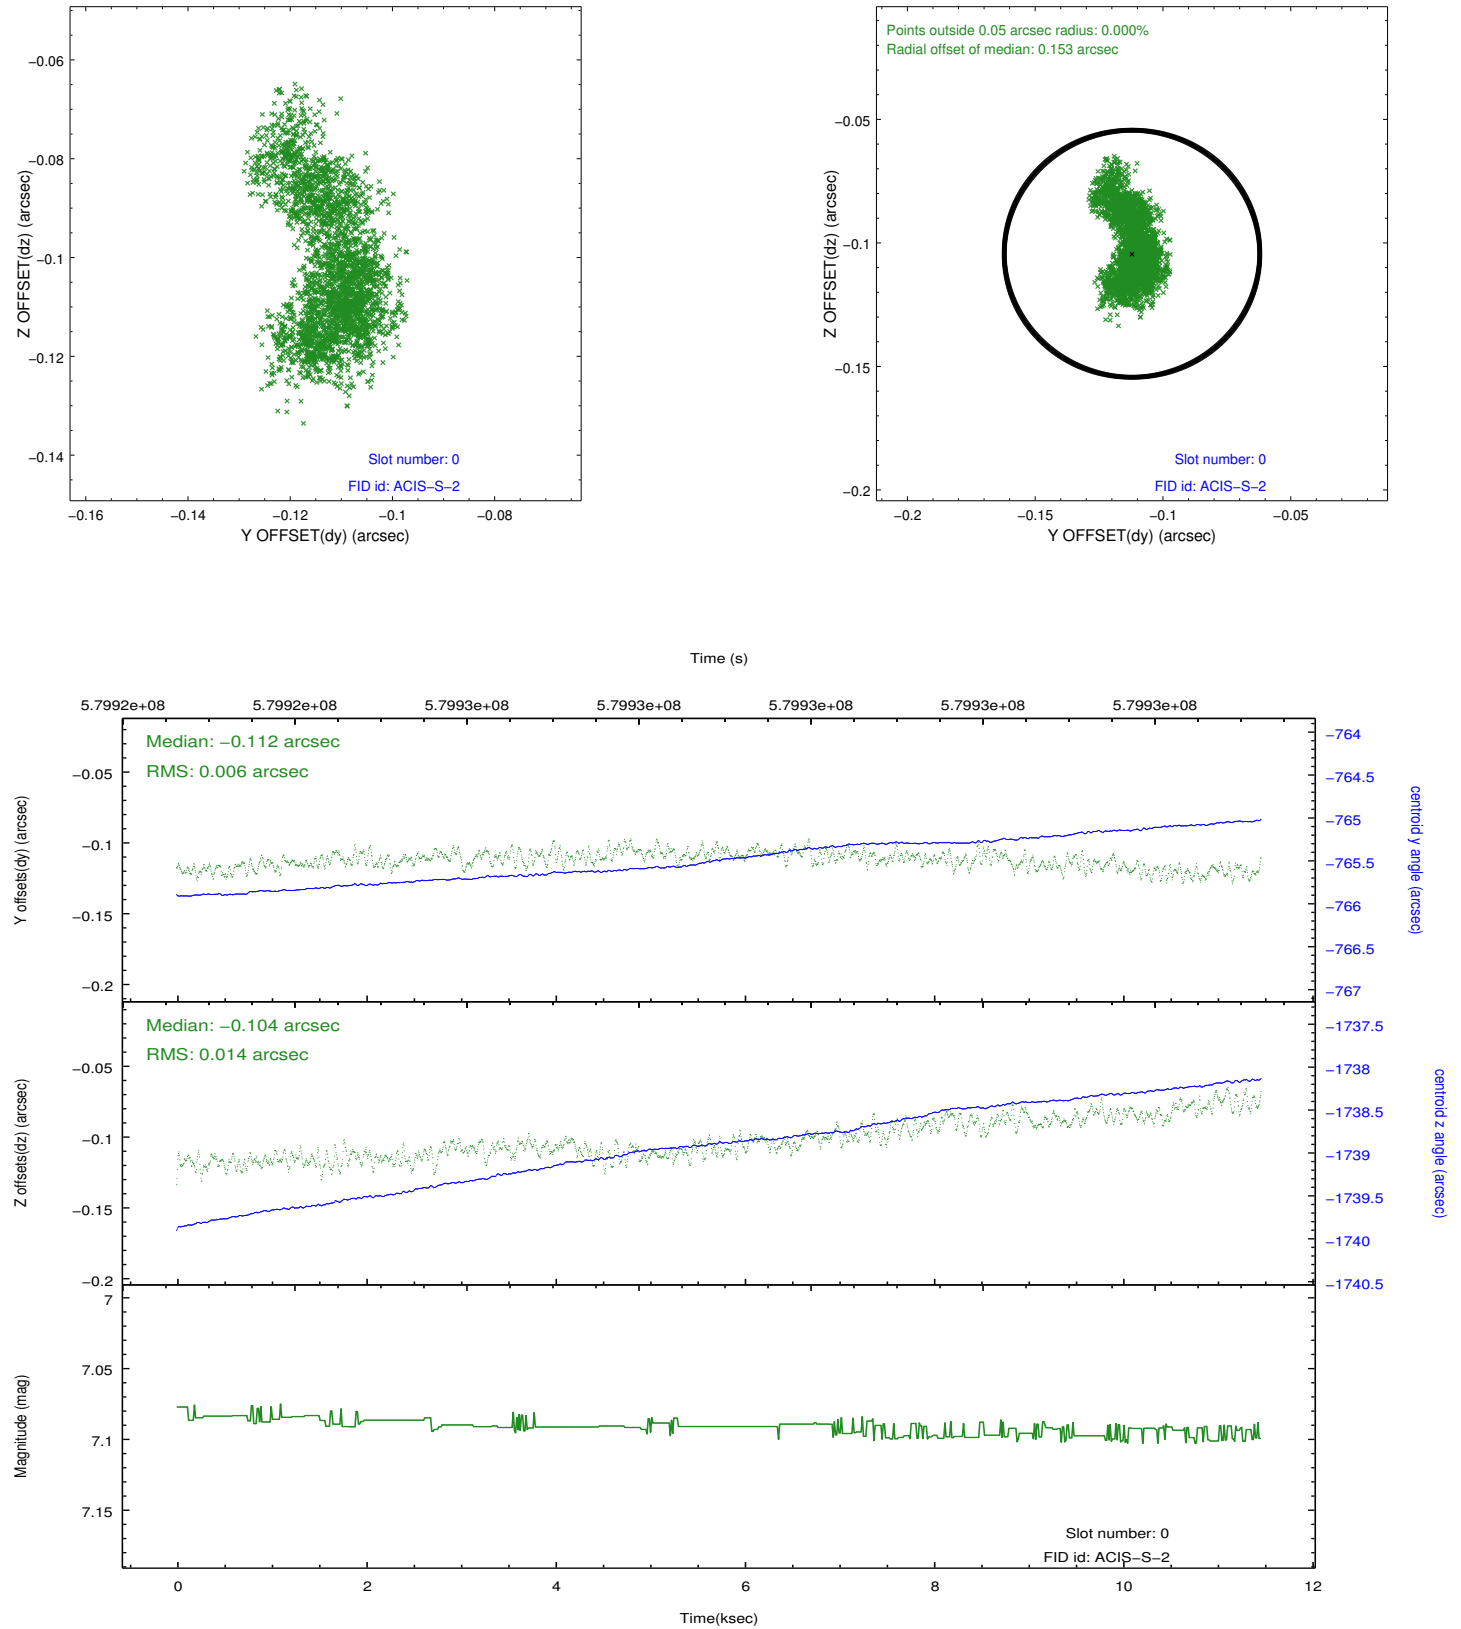 −0.06
−0.08
−0.1
−0.12
−0.14
Z OFFSET(dz) (arcsec)
Slot number: 0
FID id: ACIS−S−2
−0.16 −0.14 −0.12 −0.1 −0.08
Y OFFSET(dy) (arcsec)
Points outside 0.05 arcsec radius: 0.000%
Radial offset of median: 0.153 arcsec
−0.05
−0.1
−0.15
−0.2
Z OFFSET(dz) (arcsec)
Slot number: 0
FID id: ACIS−S−2
−0.2 −0.15 −0.1 −0.05
Y OFFSET(dy) (arcsec)
Time (s)
5.7992e+08 5.7992e+08 5.7993e+08 5.7993e+08 5.7993e+08 5.7993e+08 5.7993e+08
Median: −0.112 arcsec
RMS: 0.006 arcsec
−0.05
−0.1
−0.15
−0.2
Y offsets(dy) (arcsec)
−764
−764.5
−765
−765.5
−766
−766.5
−767
centroid y angle (arcsec)
Median: −0.104 arcsec
RMS: 0.014 arcsec
−0.05
−0.1
−0.15
−0.2
Z offsets(dz) (arcsec)
−1737.5
−1738
−1738.5
−1739
−1739.5
−1740
−1740.5
centroid z angle (arcsec)
7
7.05
7.1
7.15
Magnitude (mag)
Slot number: 0
FID id: ACIS−S−2
0 2 4 6 8 10 12
Time(ksec)